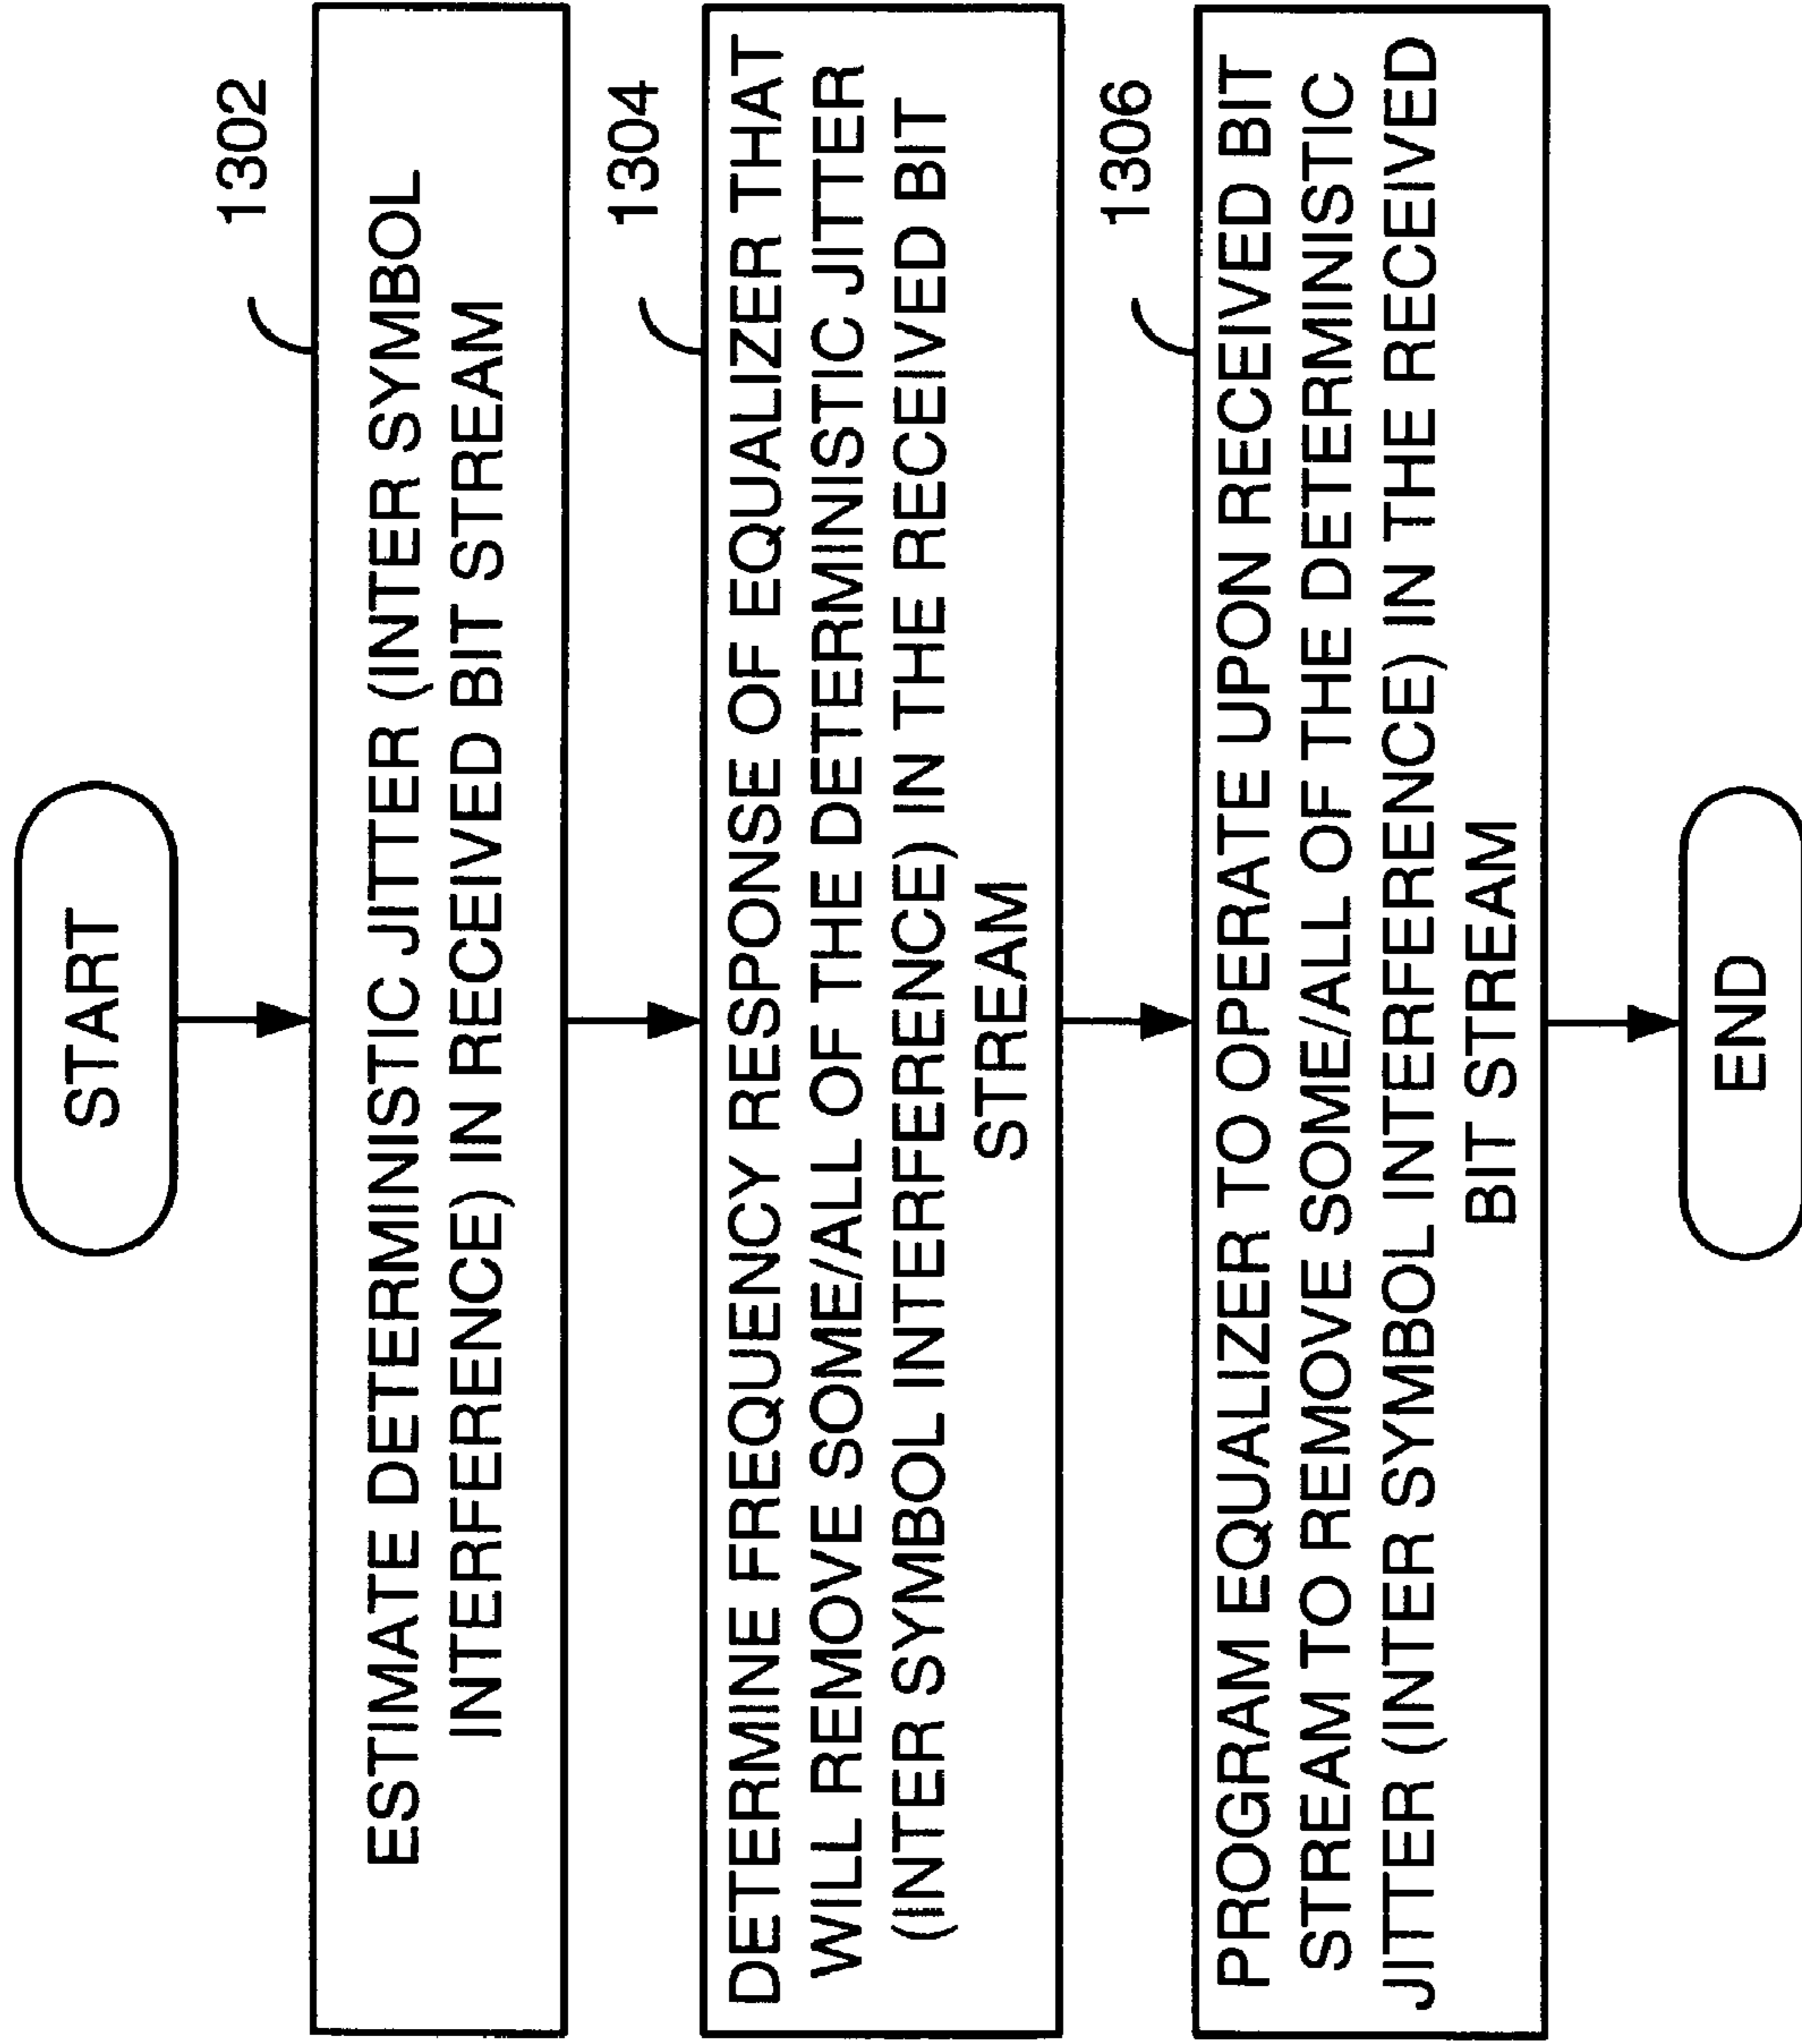 START
1302
ESTIMATE DETERMINISTIC JITTER (INTER SYMBOL
INTERFERENCE) IN RECEIVED BIT STREAM
1304
DETERMINE FREQUENCY RESPONSE OF EQUALIZER THAT
WILL REMOVE SOME/ALL OF THE DETERMINISTIC JITTER
(INTER SYMBOL INTERFERENCE) IN THE RECEIVED BIT
STREAM
1306
PROGRAM EQUALIZER TO OPERATE UPON RECEIVED BIT
STREAM TO REMOVE SOME/ALL OF THE DETERMINISTIC
JITTER (INTER SYMBOL INTERFERENCE) IN THE RECEIVED
BIT STREAM
END